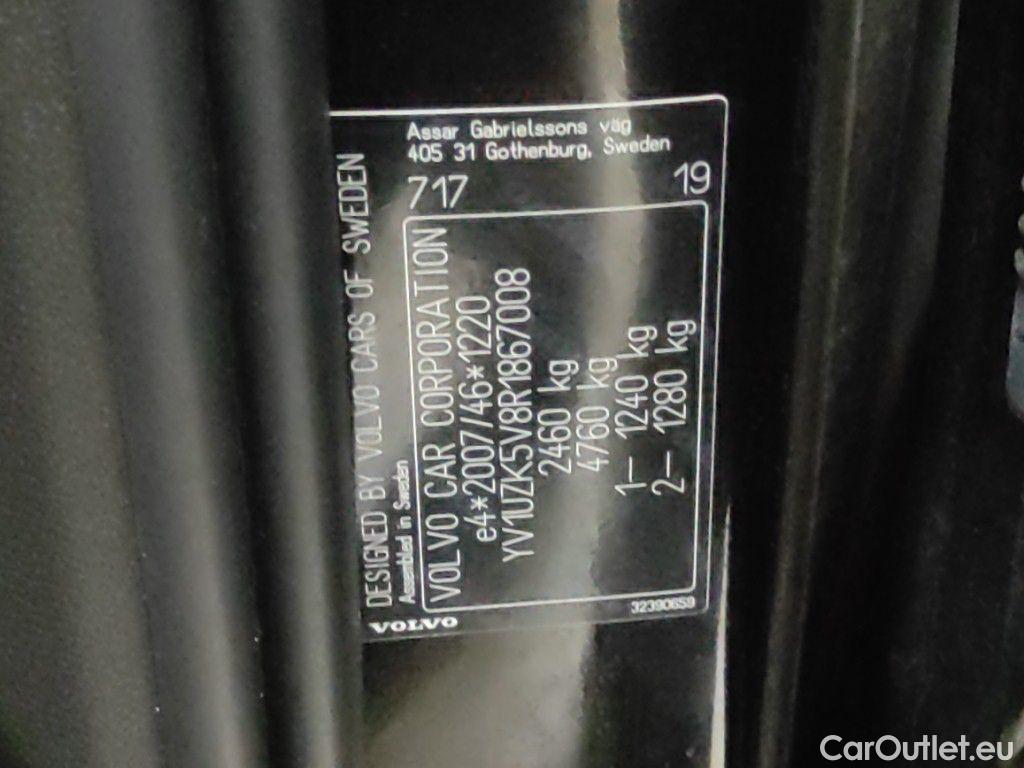 VOLVO
DESIGNED BY VOLVO CARS OF SWEDEN
Assembled in Sweden
Assar Gabrielssons väg
405 31 Gothenburg, Sweden
717
19
VOLVO CAR CORPORATION
e4*2007/46*1220
YV1UZK5V8R1867008
2460 kg
4760 kg
1- 1240 kg
2- 1280 kg
32390659
CarOutlet.eu